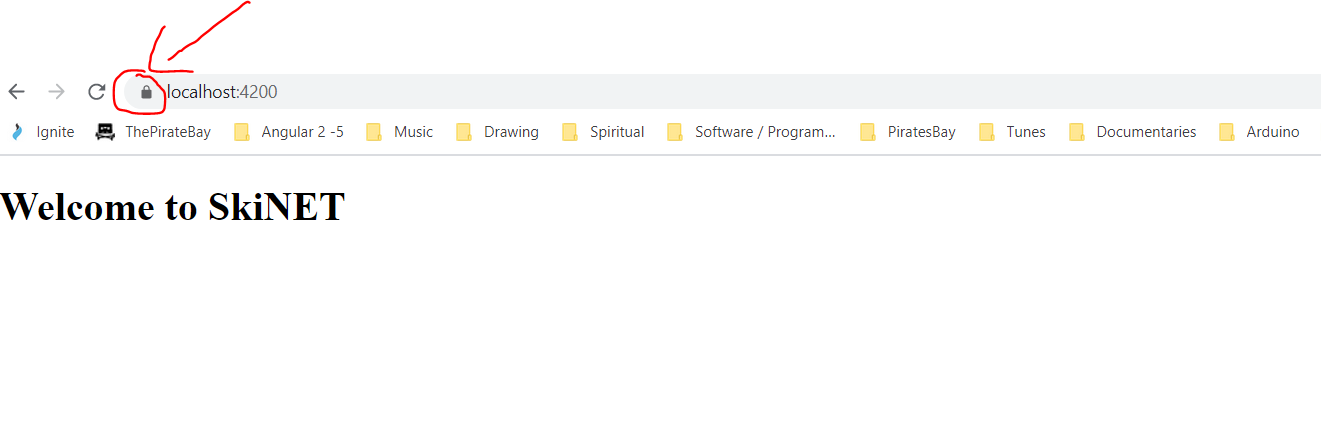 localhost:4200
Ignite ThePirateBay Angular 2 -5 Music Drawing Spiritual Software / Program... PiratesBay Tunes Documentaries Arduino
Welcome to SkiNET